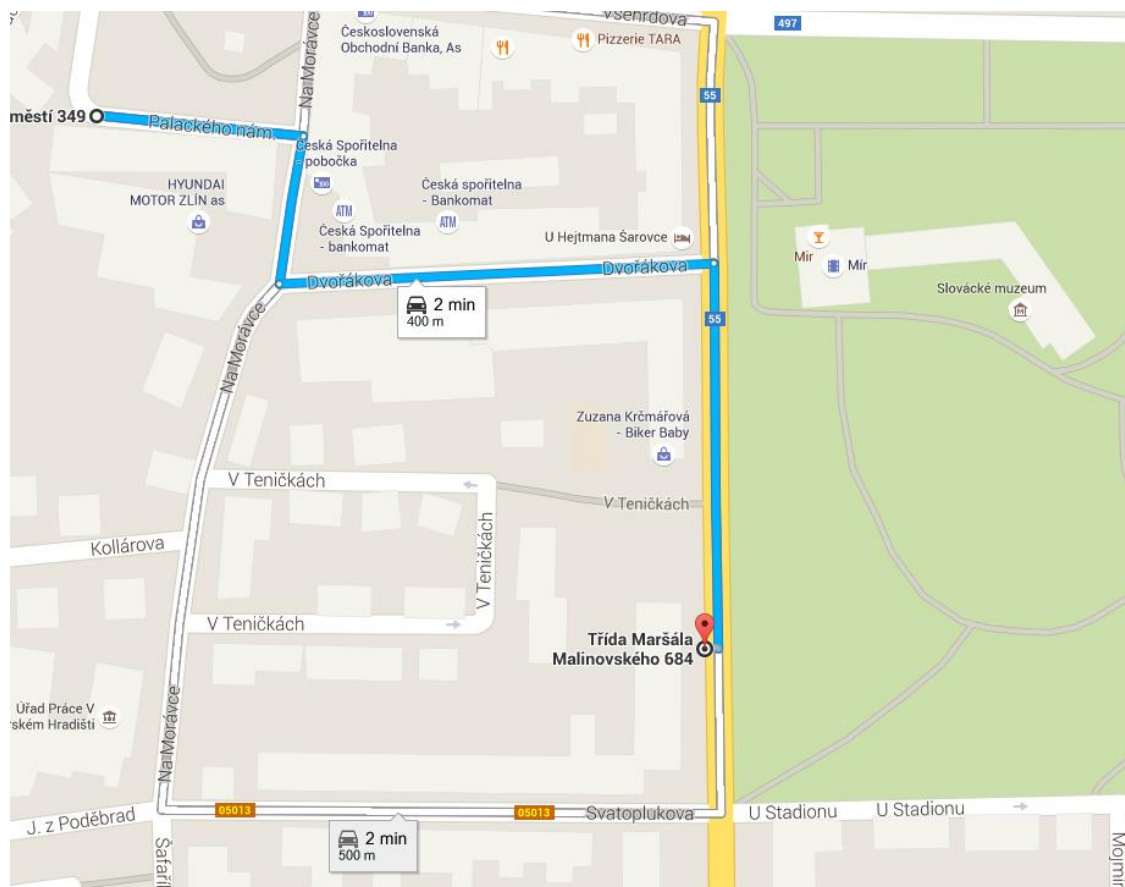 Všehrdova
497
Československá
Obchodní Banka, As
Pizzerie TARA
Na Morávce
55
městí 349
Palackého nám.
Česká Spořitelna
- pobočka
HYUNDAI
MOTOR ZLÍN as
ATM
Česká Spořitelna
- bankomat
Česká spořitelna
- Bankomat
ATM
U Hejtmana Šarovce
Mír
Mír
Slovácké muzeum
Dvořákova
Dvořákova
2 min
400 m
55
Na Morávce
Zuzana Krčmářová
- Biker Baby
V Teničkách
V Teničkách
Kollárova
V Teničkách
V Teničkách
Třída Maršála
Malinovského 684
Úřad Práce V
rském Hradišti
Na Morávce
05013
05013
Svatoplukova
U Stadionu
U Stadionu
J. z Poděbrad
2 min
500 m
Šafařík
Mojmír